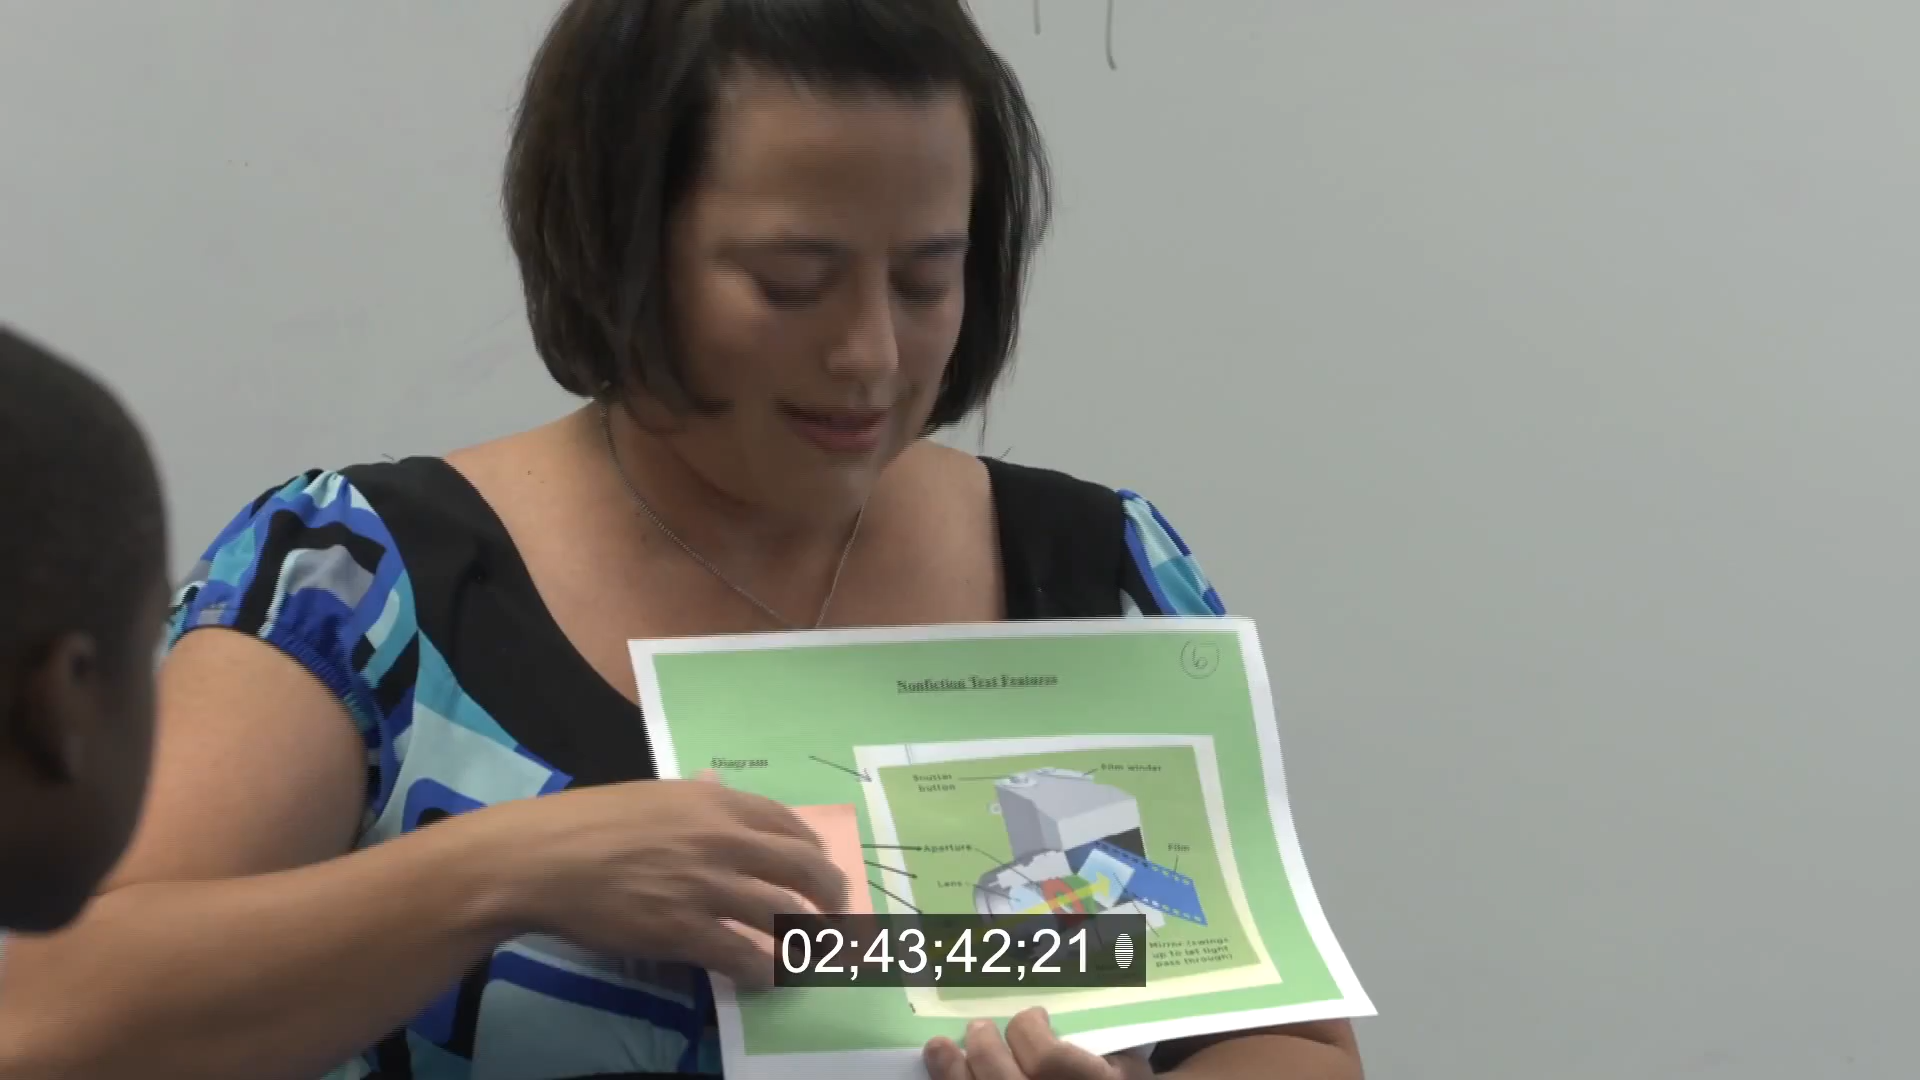 6
Nonfiction Text Features
Diagram
Shutter
button
Film winder
Aperture
Film
Lens
Mirror (swings
up to let light
pass through)
02;43;42;21